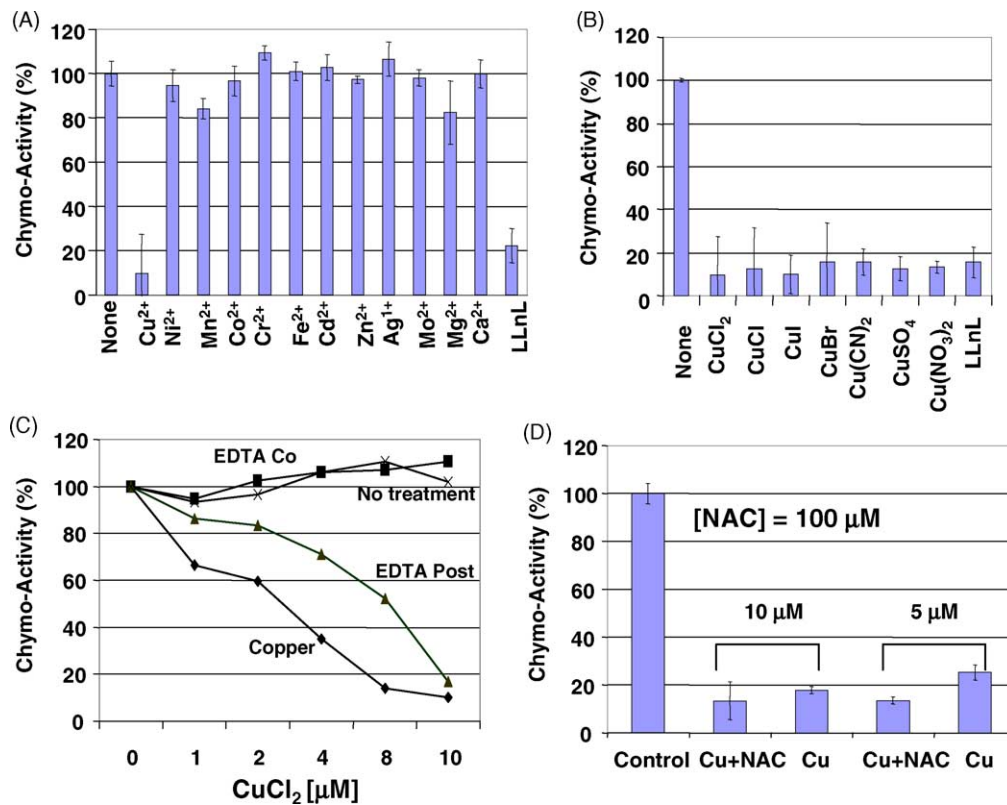 (A)
Chymo-Activity (%)
120
100
80
60
40
20
0
None
Cu2+
Ni2+
Mn2+
Co2+
Cr2+
Fe2+
Cd2+
Zn2+
Ag1+
Mo2+
Mg2+
Ca2+
LLnL
(B)
Chymo-Activity (%)
120
100
80
60
40
20
0
None
CuCl2
CuCl
CuI
CuBr
Cu(CN)2
CuSO4
Cu(NO3)2
LLnL
(C)
Chymo-Activity (%)
120
100
80
60
40
20
0
EDTA Co
No treatment
EDTA Post
Copper
0 1 2 4 8 10
CuCl2 [µM]
(D)
Chymo-Activity (%)
120
100
80
60
40
20
0
[NAC] = 100 µM
10 µM
5 µM
Control Cu+NAC Cu Cu+NAC Cu